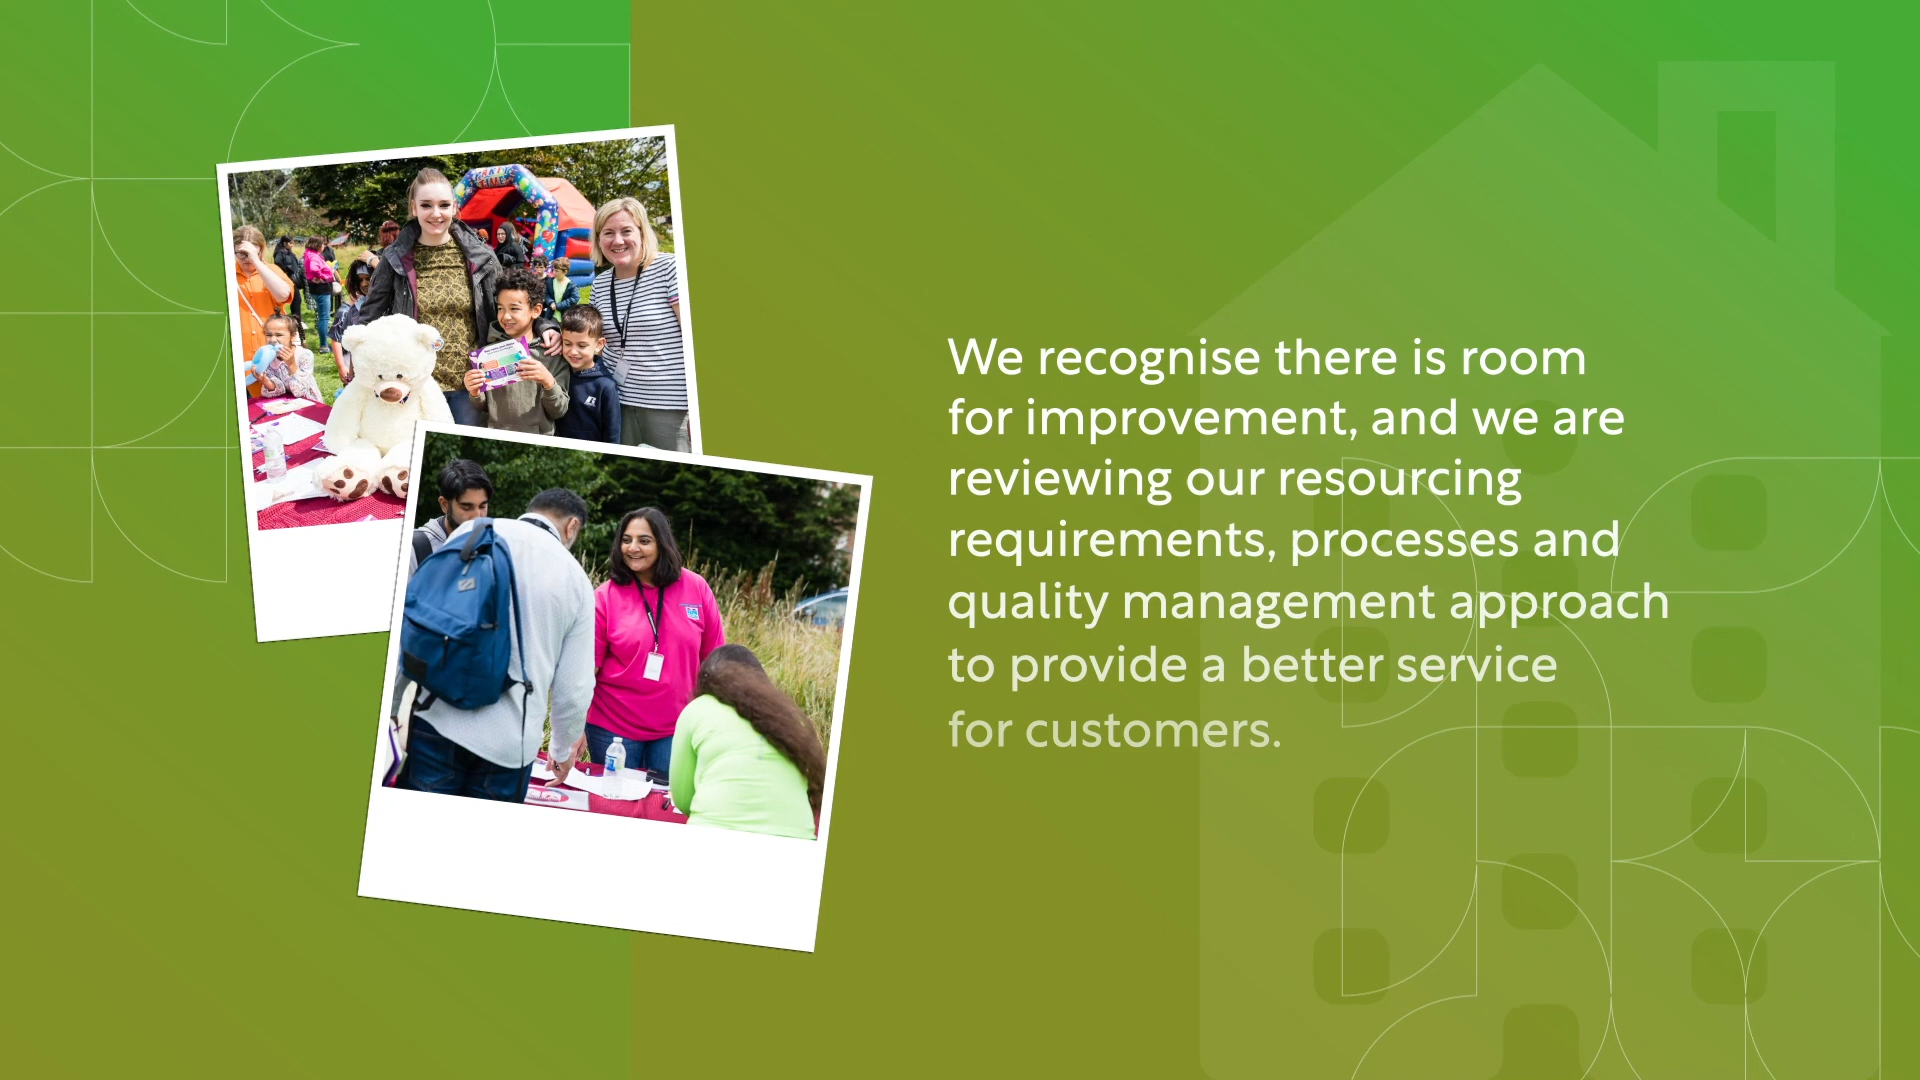 We recognise there is room
for improvement, and we are
reviewing our resourcing
requirements, processes and
quality management approach
to provide a better service
for customers.